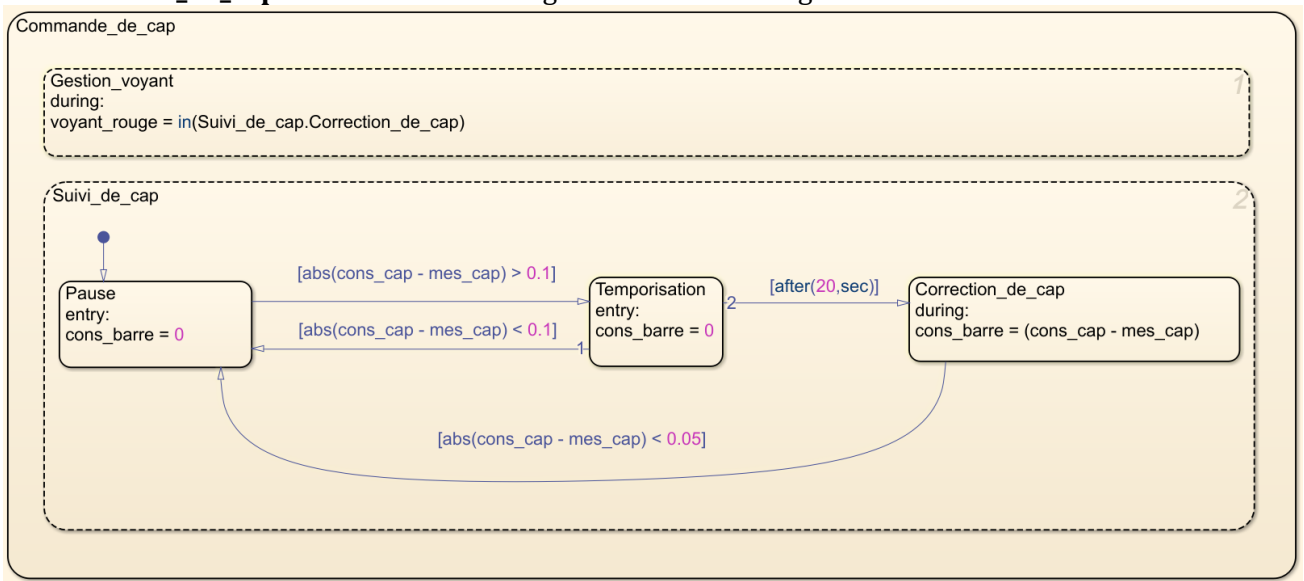 Commande_de_cap
Gestion_voyant
1
during:
voyant_rouge = in(Suivi_de_cap.Correction_de_cap)
Suivi_de_cap
2
[abs(cons_cap - mes_cap) > 0.1]
[after(20,sec)]
Pause
entry:
cons_barre = 0
Temporisation
entry:
cons_barre = 0
2
Correction_de_cap
during:
cons_barre = (cons_cap - mes_cap)
[abs(cons_cap - mes_cap) < 0.1]
1
[abs(cons_cap - mes_cap) < 0.05]